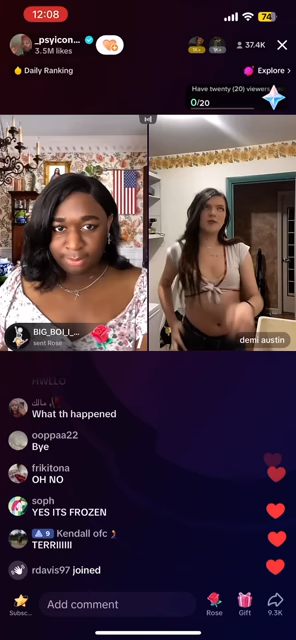 12:08
74
_psyicon...
3.5M likes
37.4K
Daily Ranking
Explore >
Have twenty (20) viewers
0/20
BIG_BOI_I_...
sent Rose
demi austin
HWLLO
مالك
What th happened
ooppaa22
Bye
frikitona
OH NO
soph
YES ITS FROZEN
9 Kendall ofc
TERRIIIIII
rdavis97 joined
Subsc...
Add comment
Rose
Gift
9.3K